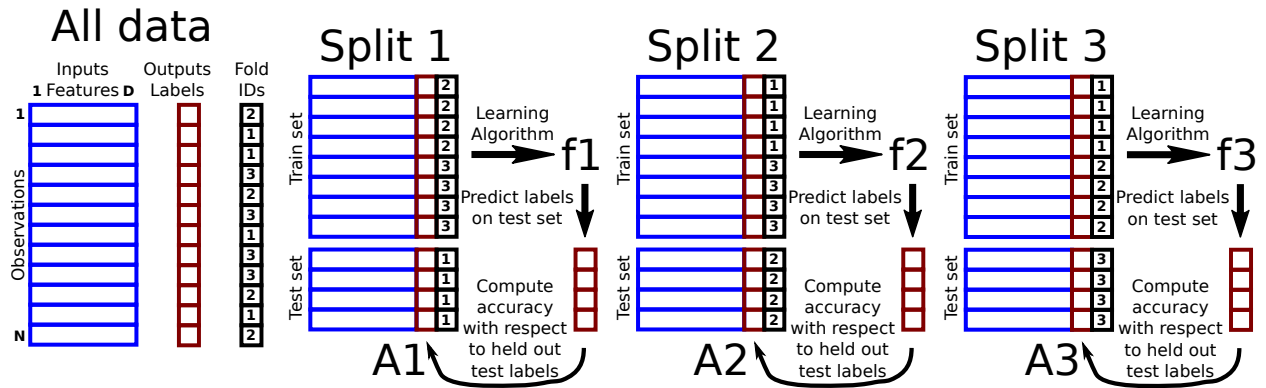 All data
Inputs
1 Features D
Outputs
Labels
Fold
IDs
Observations
1
N
2
1
1
3
2
3
1
3
3
2
1
2
Split 1
Train set
2
2
2
2
3
3
3
3
Learning
Algorithm
f1
Predict labels
on test set
Test set
1
1
1
1
Compute
accuracy
with respect
to held out
test labels
A1
Split 2
Train set
1
1
1
1
3
3
3
3
Learning
Algorithm
f2
Predict labels
on test set
Test set
2
2
2
2
Compute
accuracy
with respect
to held out
test labels
A2
Split 3
Train set
1
1
1
1
2
2
2
2
Learning
Algorithm
f3
Predict labels
on test set
Test set
3
3
3
3
Compute
accuracy
with respect
to held out
test labels
A3